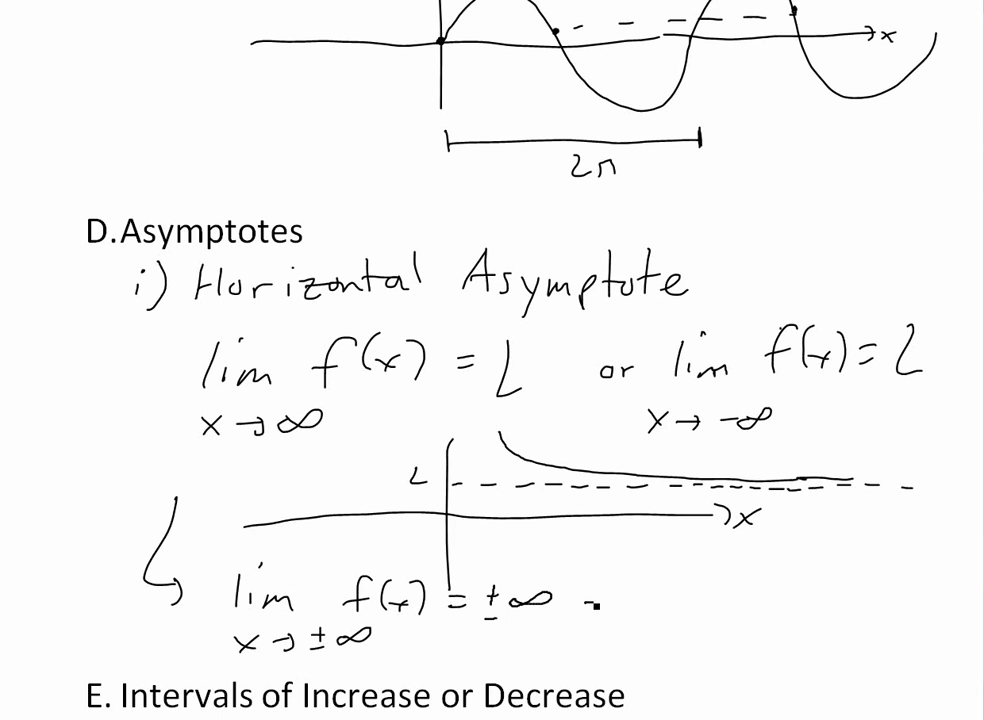 x
2π
D. Asymptotes
i) Horizontal Asymptote
lim f(x) = L or lim f(x) = L
x → ∞ x → -∞
L
x
lim f(x) = ± ∞ -
x → ± ∞
E. Intervals of Increase or Decrease